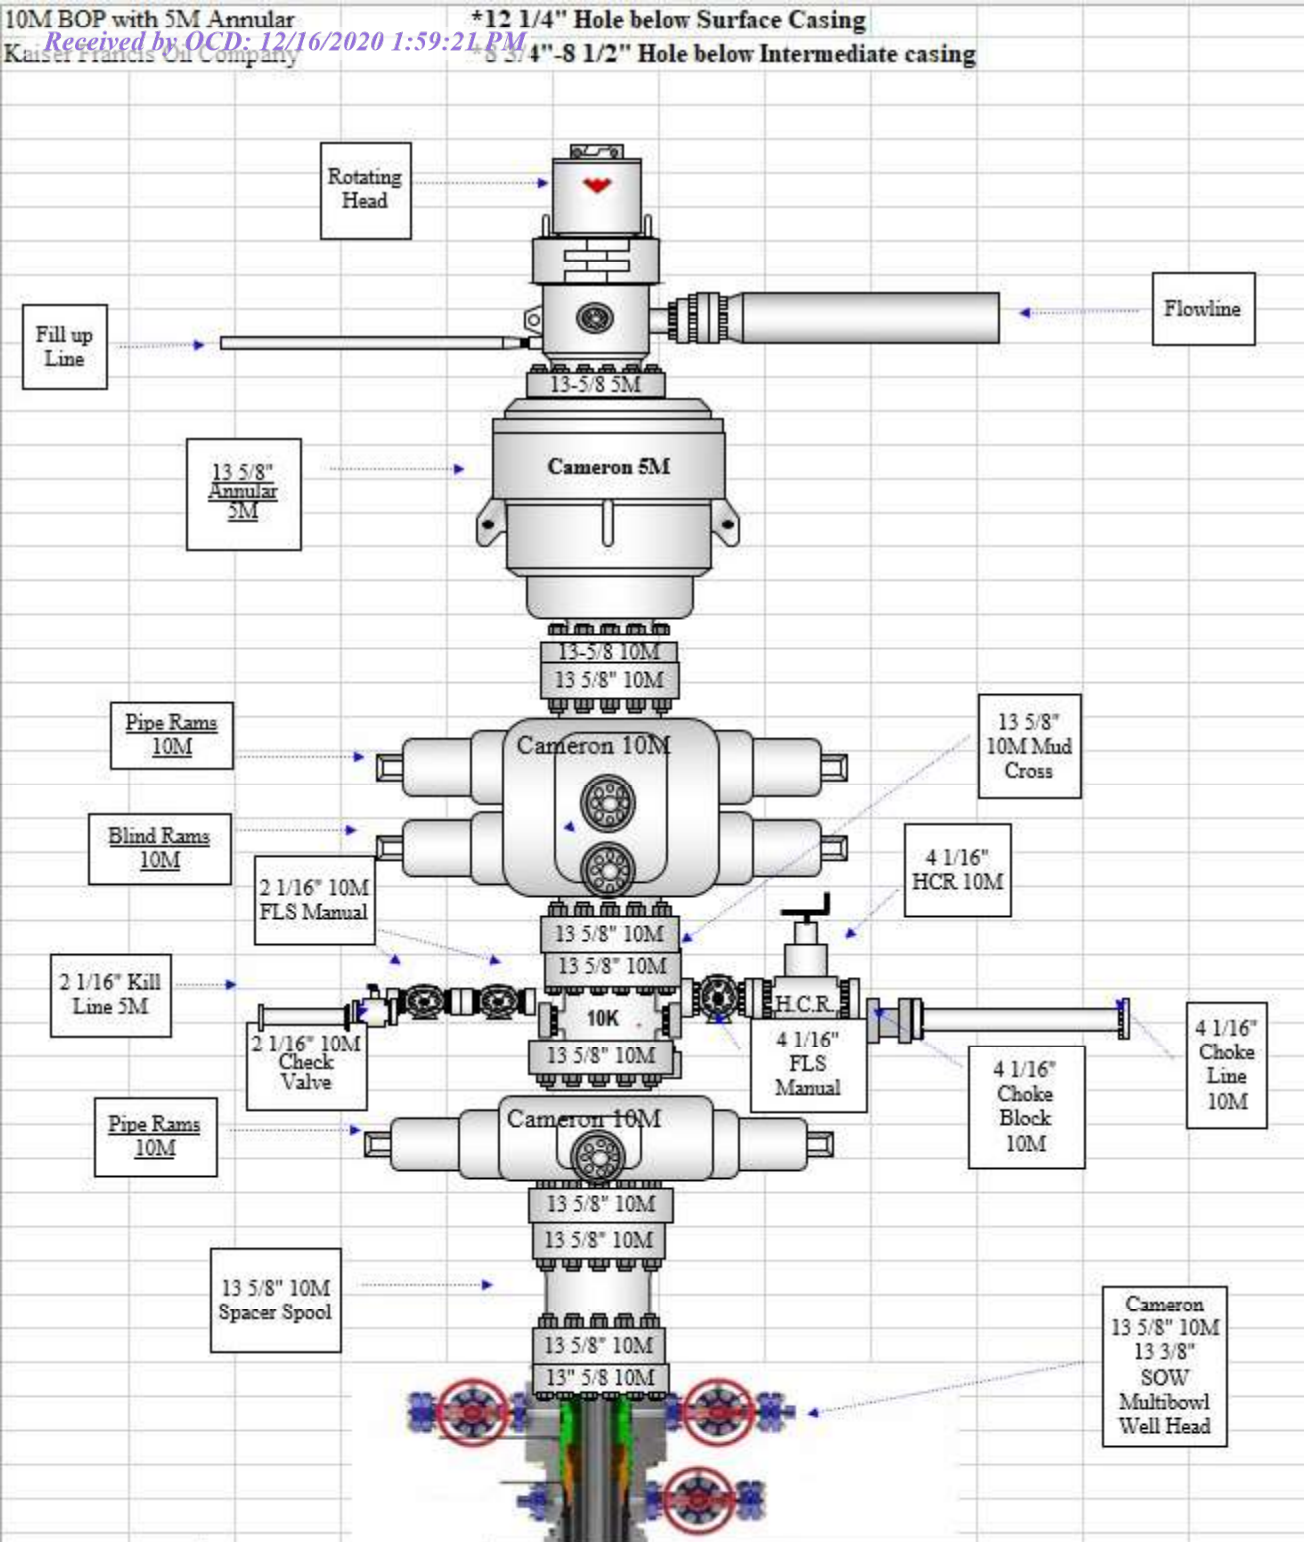 10M BOP with 5M Annular
*12 1/4" Hole below Surface Casing
Received by OCD: 12/16/2020 1:59:21 PM
Kaiser Francis Oil Company
*8 3/4"-8 1/2" Hole below Intermediate casing
Rotating
Head
Flowline
Fill up
Line
13-5/8 5M
13 5/8"
Annular
5M
Cameron 5M
13-5/8 10M
13 5/8" 10M
Pipe Rams
10M
Cameron 10M
13 5/8"
10M Mud
Cross
Blind Rams
10M
4 1/16"
HCR 10M
2 1/16" 10M
FLS Manual
13 5/8" 10M
13 5/8" 10M
2 1/16" Kill
Line 5M
H.C.R.
10K
2 1/16" 10M
Check
Valve
13 5/8" 10M
4 1/16"
FLS
Manual
4 1/16"
Choke
Block
10M
4 1/16"
Choke
Line
10M
Pipe Rams
10M
Cameron 10M
13 5/8" 10M
13 5/8" 10M
13 5/8" 10M
Spacer Spool
13 5/8" 10M
13" 5/8 10M
Cameron
13 5/8" 10M
13 3/8"
SOW
Multibowl
Well Head